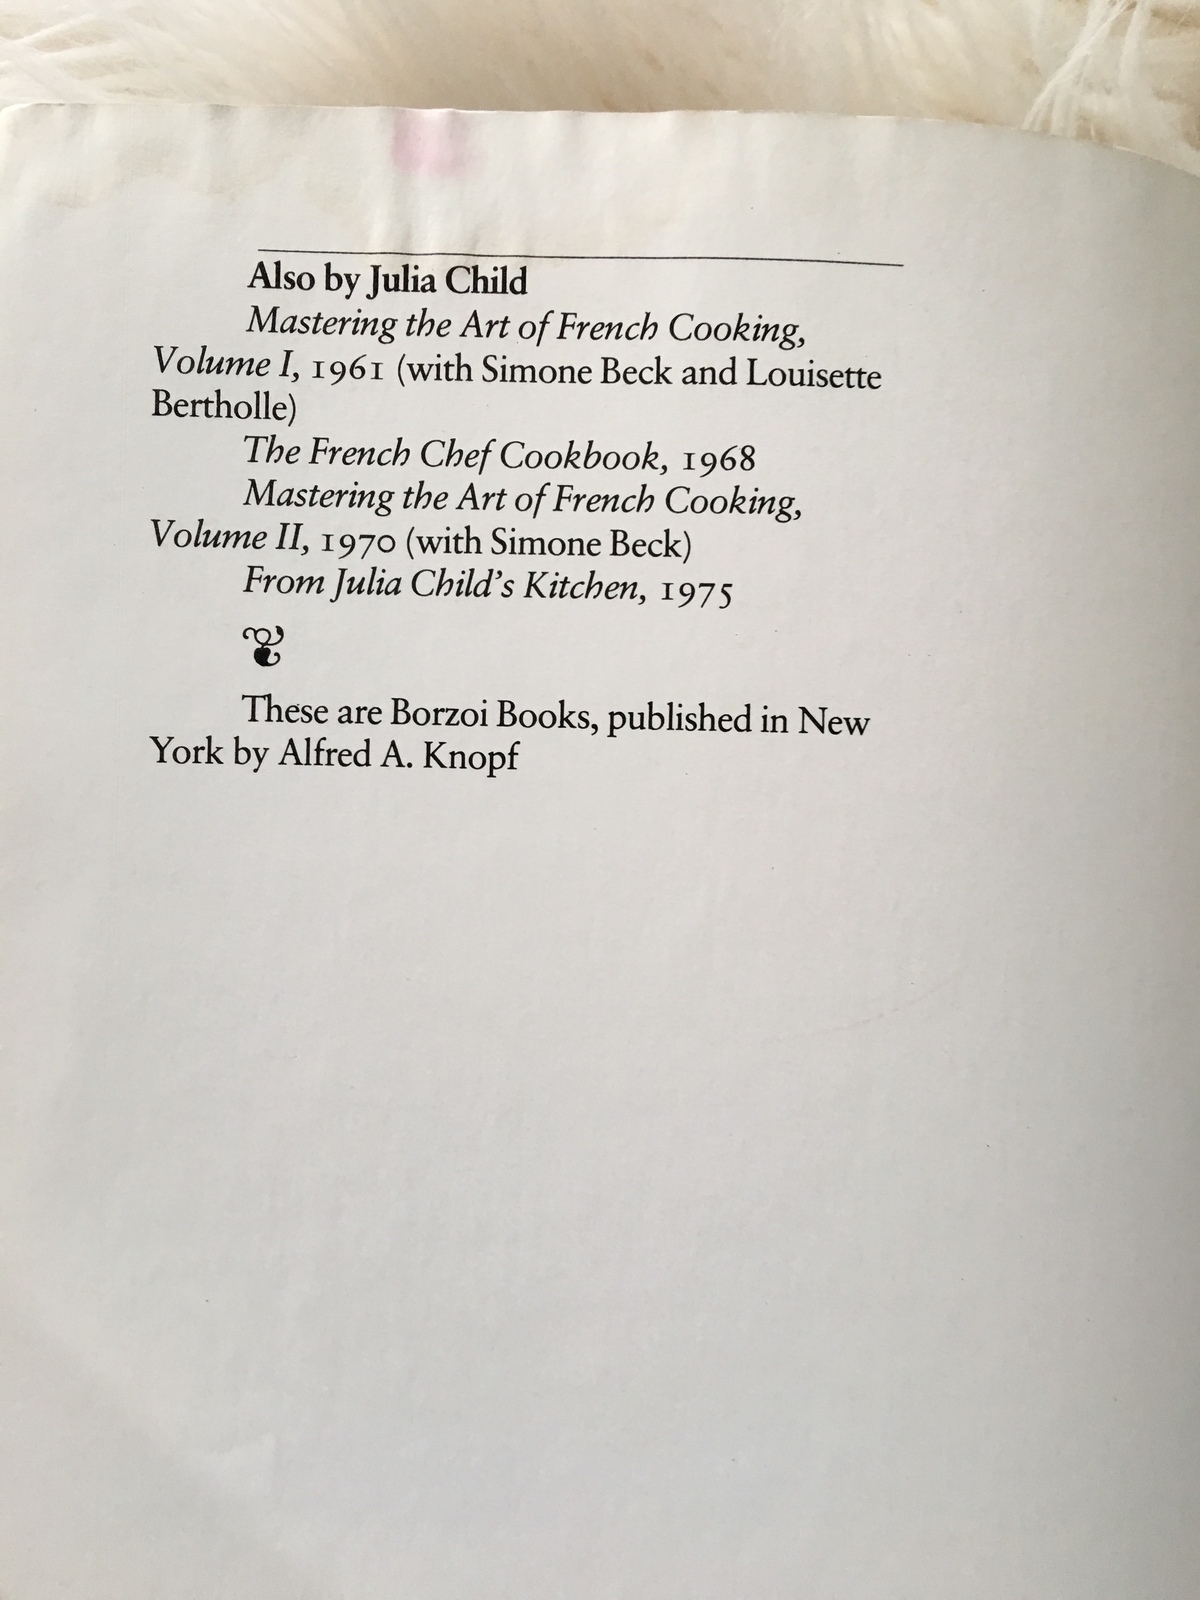 Also by Julia Child
Mastering the Art of French Cooking,
Volume I, 1961 (with Simone Beck and Louisette
Bertholle)
The French Chef Cookbook, 1968
Mastering the Art of French Cooking,
Volume II, 1970 (with Simone Beck)
From Julia Child's Kitchen, 1975
These are Borzoi Books, published in New
York by Alfred A. Knopf